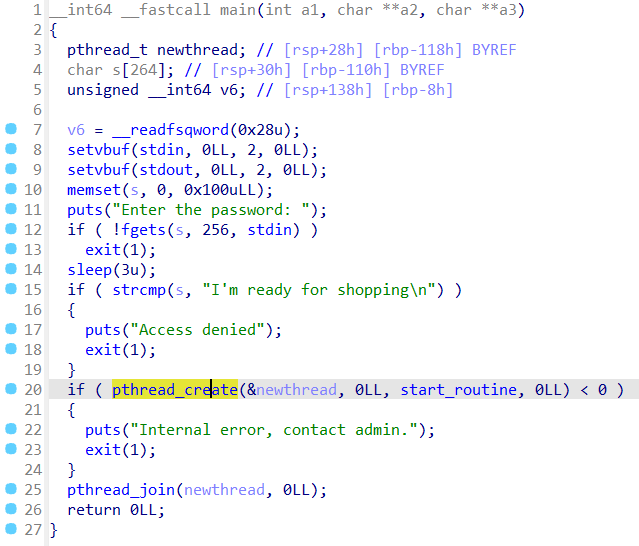 1 __int64 __fastcall main(int a1, char **a2, char **a3)
2 {
3 pthread_t newthread; // [rsp+28h] [rbp-118h] BYREF
4 char s[264]; // [rsp+30h] [rbp-110h] BYREF
5 unsigned __int64 v6; // [rsp+138h] [rbp-8h]
6
7 v6 = __readfsqword(0x28u);
8 setvbuf(stdin, 0LL, 2, 0LL);
9 setvbuf(stdout, 0LL, 2, 0LL);
10 memset(s, 0, 0x100uLL);
11 puts("Enter the password: ");
12 if ( !fgets(s, 256, stdin) )
13 exit(1);
14 sleep(3u);
15 if ( strcmp(s, "I'm ready for shopping\n") )
16 {
17 puts("Access denied");
18 exit(1);
19 }
20 if ( pthread_create(&newthread, 0LL, start_routine, 0LL) < 0 )
21 {
22 puts("Internal error, contact admin.");
23 exit(1);
24 }
25 pthread_join(newthread, 0LL);
26 return 0LL;
27 }